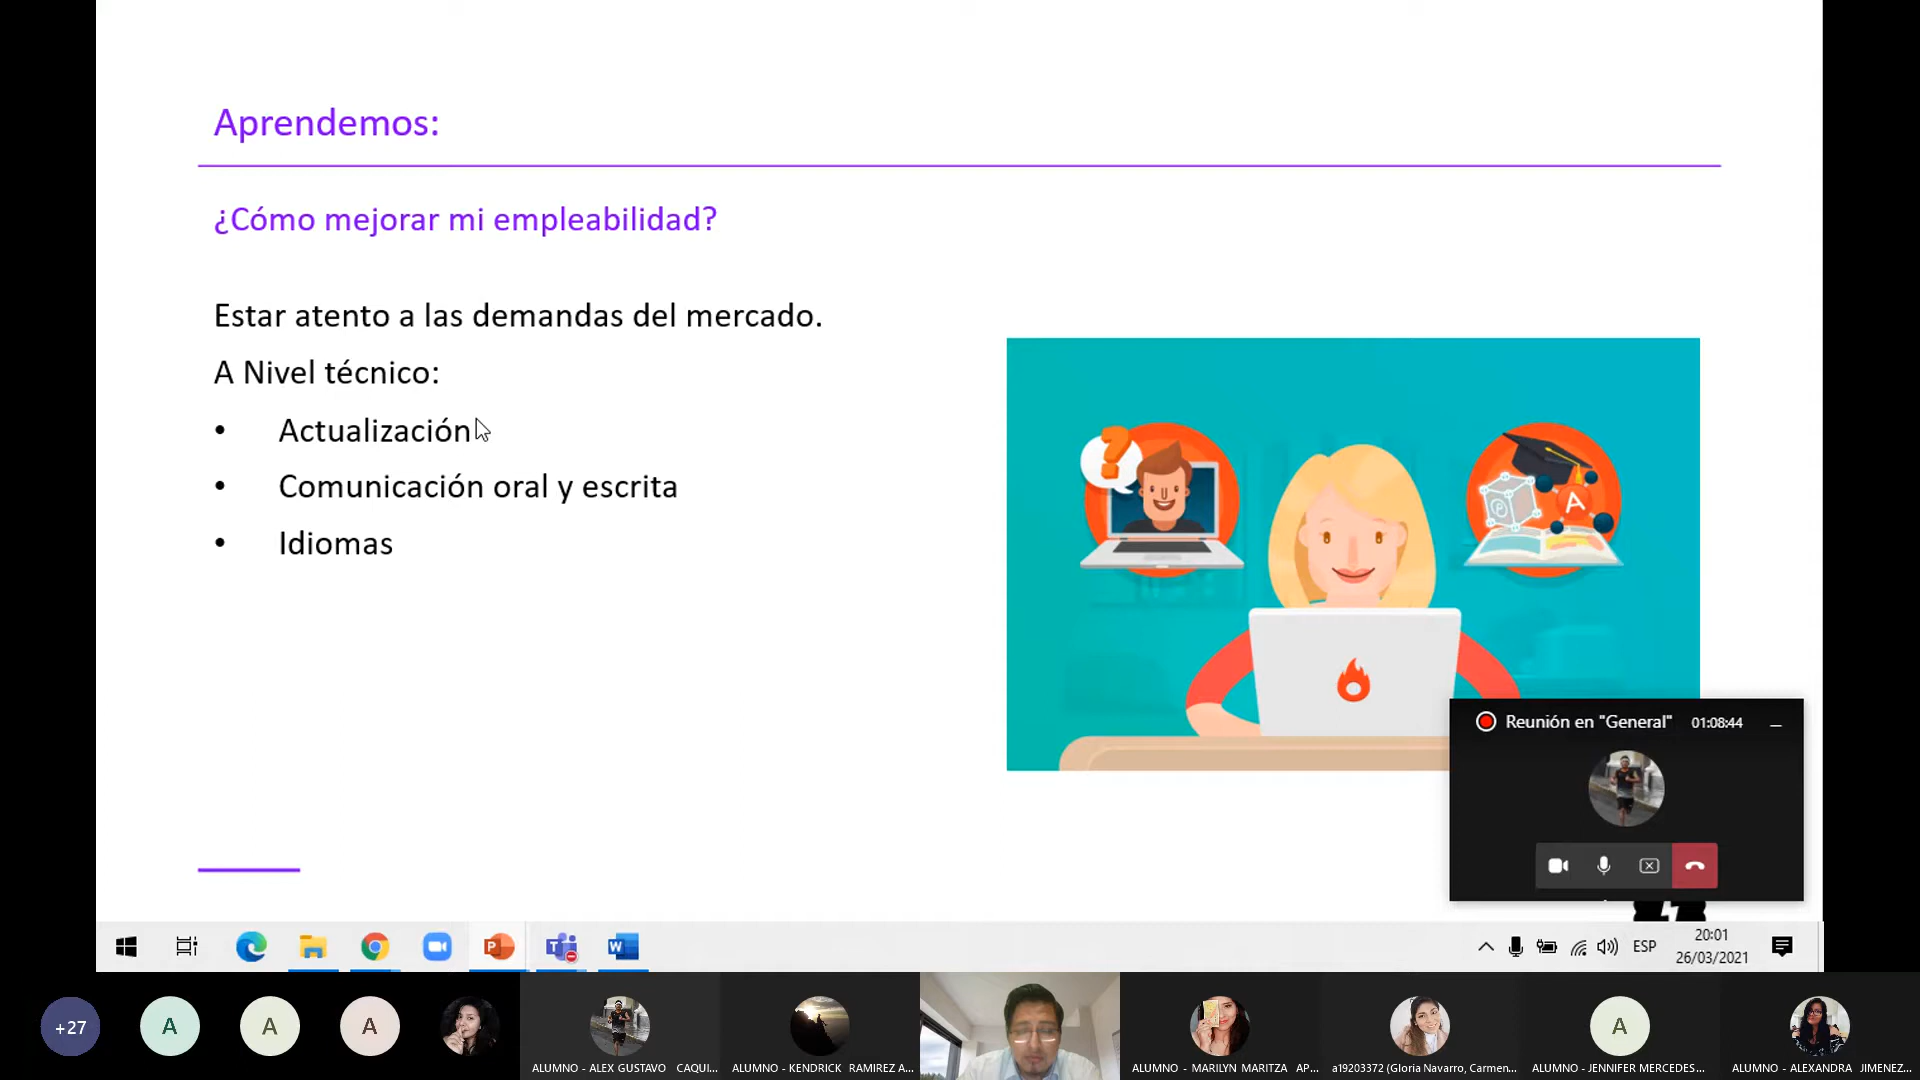 Aprendemos:
¿Cómo mejorar mi empleabilidad?
Estar atento a las demandas del mercado.
A Nivel técnico:
• Actualización
• Comunicación oral y escrita
• Idiomas
?
A
Reunión en "General" 01:08:44
ESP
20:01
26/03/2021
+27
A
A
A
A
ALUMNO - ALEX GUSTAVO CAQUI...
ALUMNO - KENDRICK RAMIREZ A...
ALUMNO - MARILYN MARITZA AP...
a19203372 (Gloria Navarro, Carmen...
ALUMNO - JENNIFER MERCEDES...
ALUMNO - ALEXANDRA JIMENEZ...